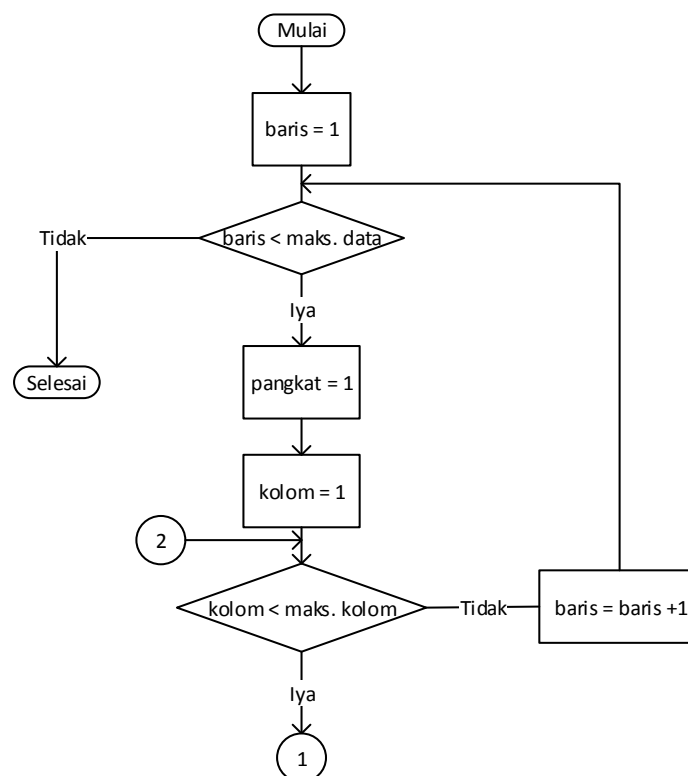 Mulai
baris = 1
baris < maks. data
Tidak
Iya
Selesai
pangkat = 1
kolom = 1
2
kolom < maks. kolom
Tidak
baris = baris +1
Iya
1